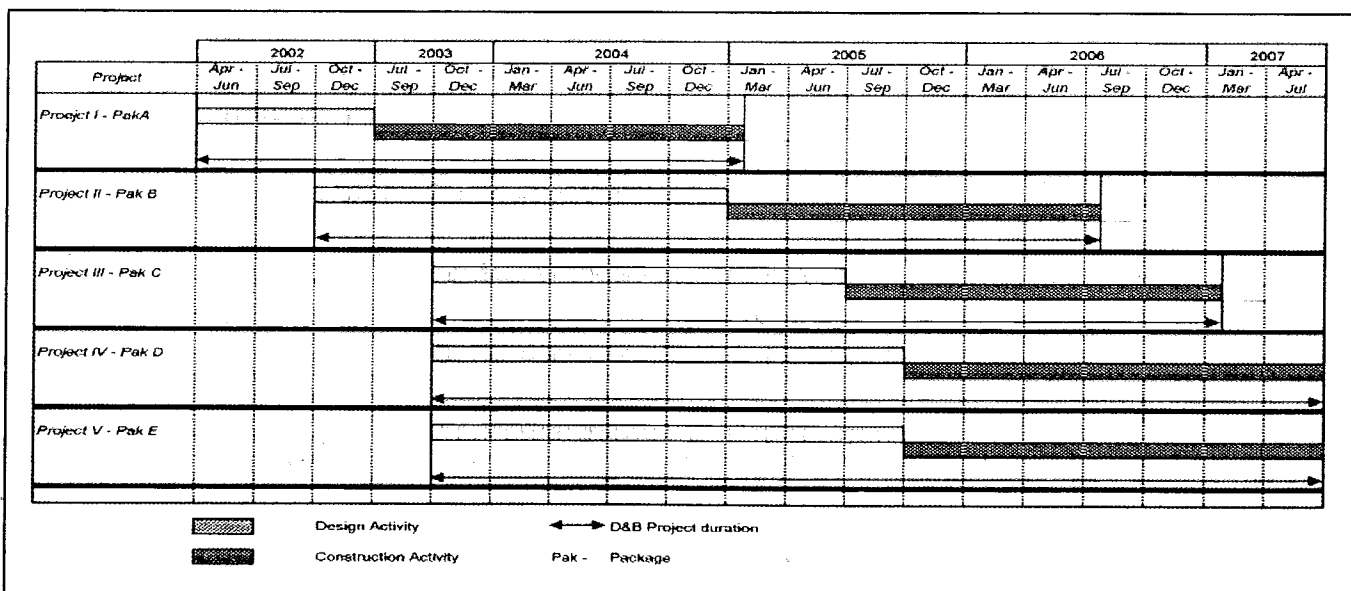 2002 2003 2004 2005 2006 2007
Project Apr - Jun Jul - Sep Oct - Dec Jul - Sep Oct - Dec Jan - Mar Apr - Jun Jul - Sep Oct - Dec Jan - Mar Apr - Jun Jul - Sep Oct - Dec Jan - Mar Apr - Jun Jul - Sep Oct - Dec Jan - Mar Apr - Jul
Proejct I - PakA
Project II - Pak B
Project III - Pak C
Project IV - Pak D
Project V - Pak E
Design Activity D&B Project duration
Construction Activity Pak - Package